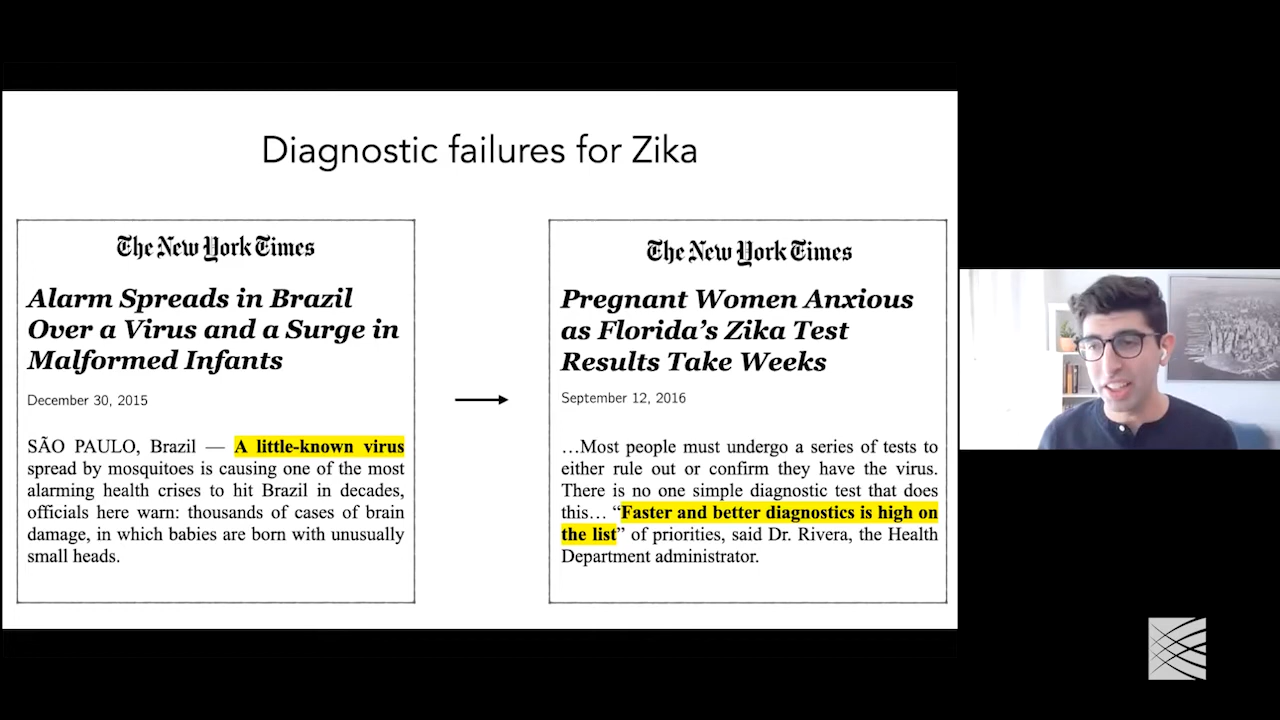 Diagnostic failures for Zika
The New York Times
Alarm Spreads in Brazil
Over a Virus and a Surge in
Malformed Infants
December 30, 2015
SÃO PAULO, Brazil — A little-known virus
spread by mosquitoes is causing one of the most
alarming health crises to hit Brazil in decades,
officials here warn: thousands of cases of brain
damage, in which babies are born with unusually
small heads.
The New York Times
Pregnant Women Anxious
as Florida’s Zika Test
Results Take Weeks
September 12, 2016
…Most people must undergo a series of tests to
either rule out or confirm they have the virus.
There is no one simple diagnostic test that does
this… “Faster and better diagnostics is high on
the list” of priorities, said Dr. Rivera, the Health
Department administrator.